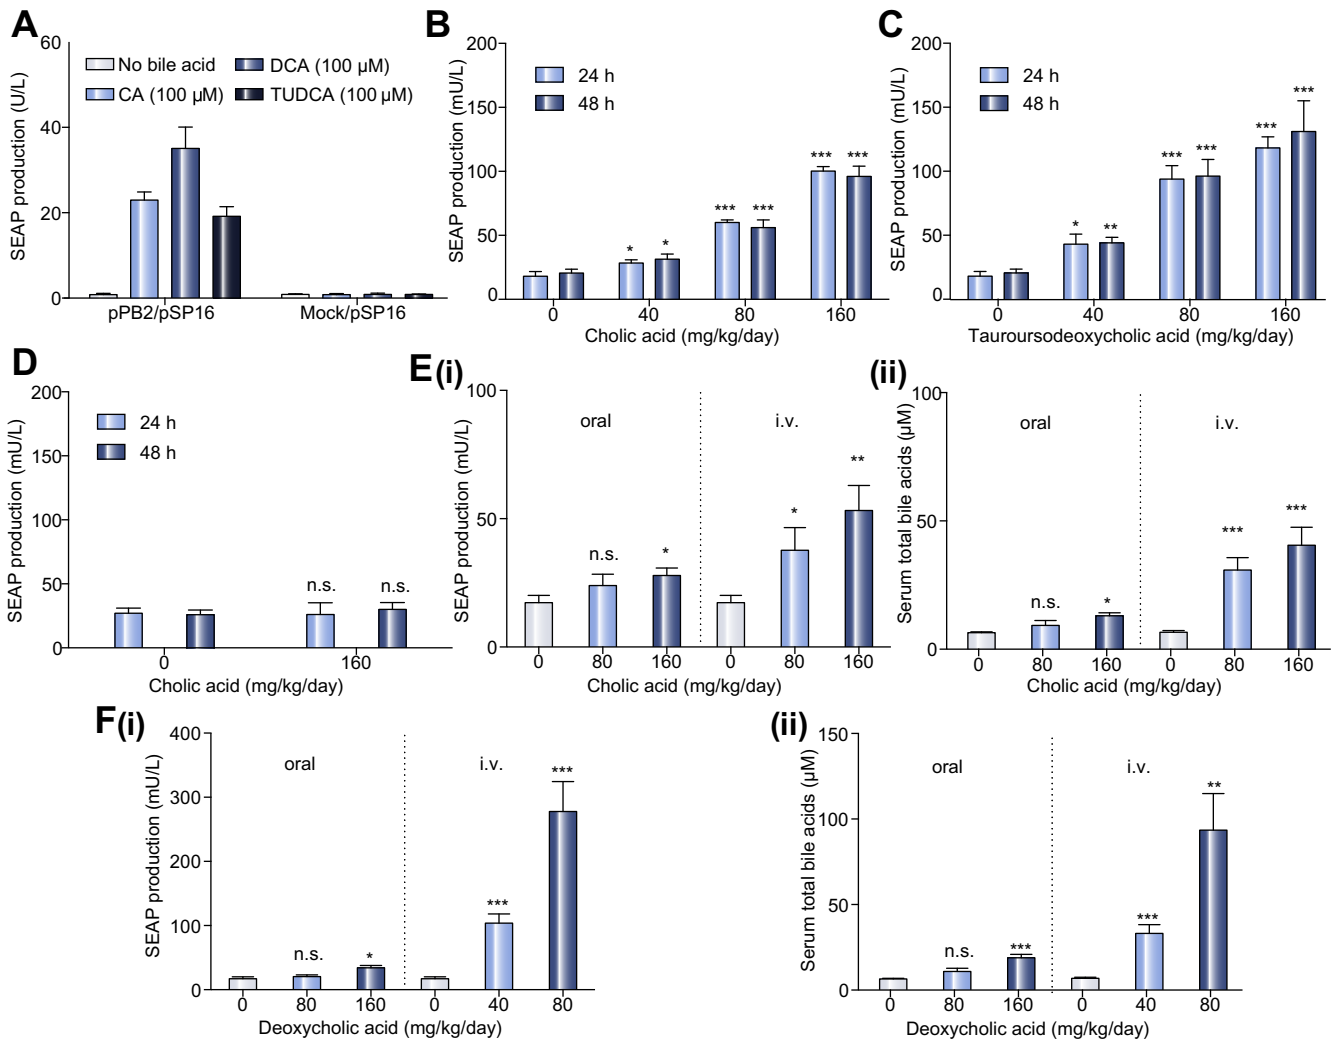 A
SEAP production (U/L)
60
40
20
0
No bile acid
DCA (100 µM)
CA (100 µM)
TUDCA (100 µM)
pPB2/pSP16
Mock/pSP16
B
SEAP production (mU/L)
200
150
100
50
0
24 h
48 h
* *
*** ***
*** ***
0 40 80 160
Cholic acid (mg/kg/day)
C
SEAP production (mU/L)
200
150
100
50
0
24 h
48 h
* **
*** ***
*** ***
0 40 80 160
Tauroursodeoxycholic acid (mg/kg/day)
D
SEAP production (mU/L)
200
150
100
50
0
24 h
48 h
n.s. n.s.
0 160
Cholic acid (mg/kg/day)
E (i)
SEAP production (mU/L)
100
50
0
oral i.v.
n.s. * * **
0 80 160 0 80 160
Cholic acid (mg/kg/day)
(ii)
Serum total bile acids (µM)
100
50
0
oral i.v.
n.s. * *** ***
0 80 160 0 80 160
Cholic acid (mg/kg/day)
F (i)
SEAP production (mU/L)
400
300
200
100
0
oral i.v.
n.s. * *** ***
0 80 160 0 40 80
Deoxycholic acid (mg/kg/day)
(ii)
Serum total bile acids (µM)
150
100
50
0
oral i.v.
n.s. *** *** **
0 80 160 0 40 80
Deoxycholic acid (mg/kg/day)